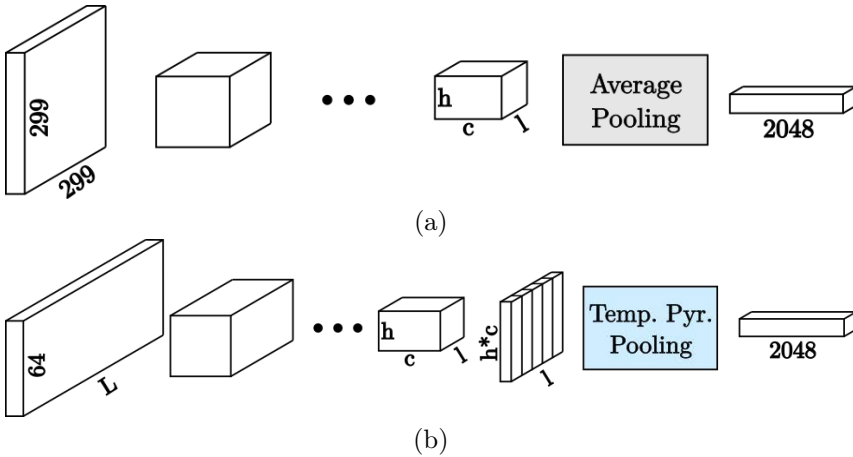 299
299
h
c
l
Average
Pooling
2048
(a)
64
L
h
c
l
h*c
l
Temp. Pyr.
Pooling
2048
(b)